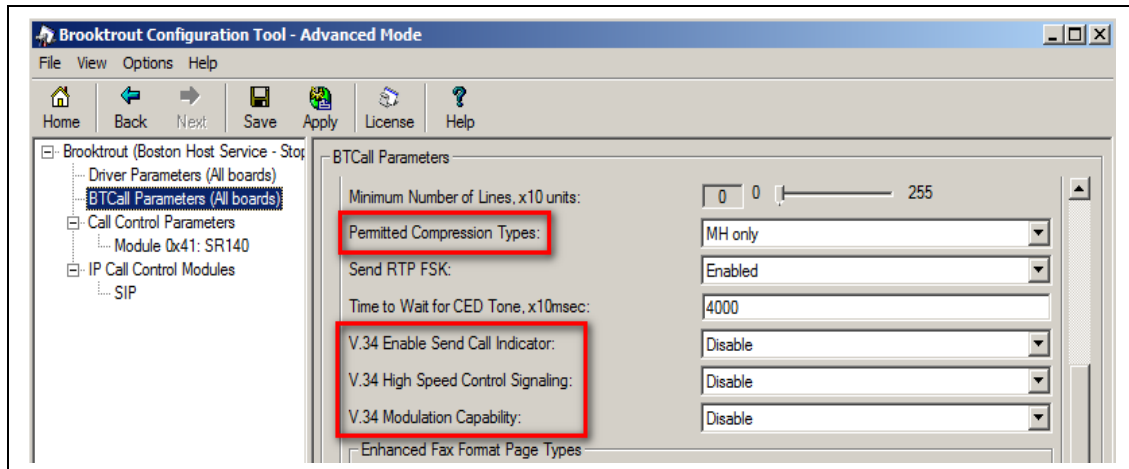 Brooktrout Configuration Tool - Advanced Mode
File View Options Help
Home Back Next Save Apply License Help
Brooktrout (Boston Host Service - Stop
Driver Parameters (All boards)
BTCall Parameters (All boards)
Call Control Parameters
Module 0x41: SR140
IP Call Control Modules
SIP
BTCall Parameters
Minimum Number of Lines, x10 units: 0 0 255
Permitted Compression Types: MH only
Send RTP FSK: Enabled
Time to Wait for CED Tone, x10msec: 4000
V.34 Enable Send Call Indicator: Disable
V.34 High Speed Control Signaling: Disable
V.34 Modulation Capability: Disable
Enhanced Fax Format Page Types